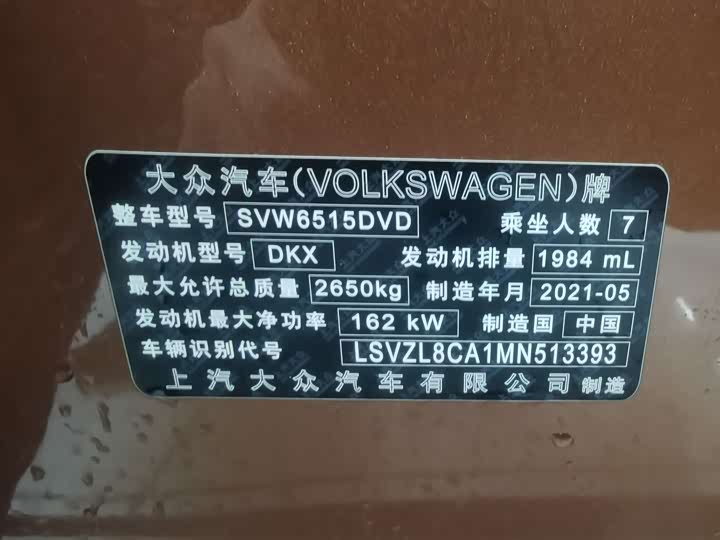 大众汽车(VOLKSWAGEN)牌
整车型号 SVW6515DVD 乘坐人数 7
发动机型号 DKX 发动机排量 1984 mL
最大允许总质量 2650kg 制造年月 2021-05
发动机最大净功率 162 kW 制造国 中国
车辆识别代号 LSVZL8CA1MN513393
上汽大众汽车有限公司 制造